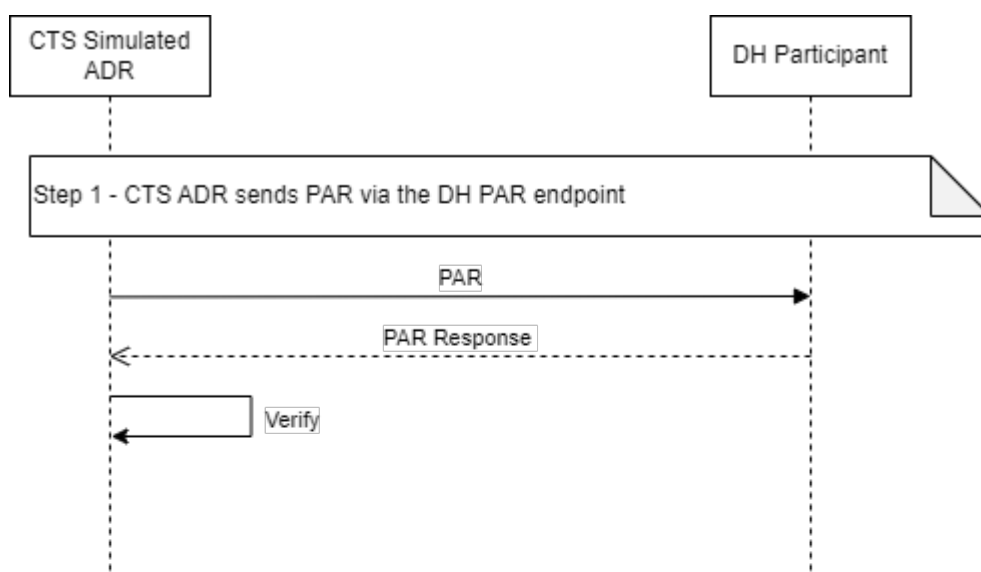 CTS Simulated
ADR
DH Participant
Step 1 - CTS ADR sends PAR via the DH PAR endpoint
PAR
PAR Response
Verify